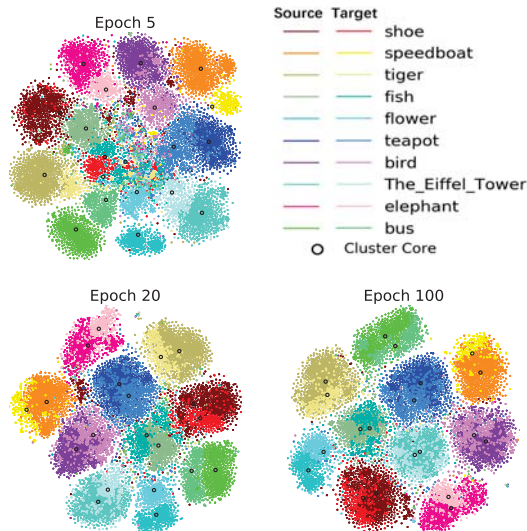 Epoch 5
Source Target
shoe
speedboat
tiger
fish
flower
teapot
bird
The_Eiffel_Tower
elephant
bus
Cluster Core
Epoch 20
Epoch 100